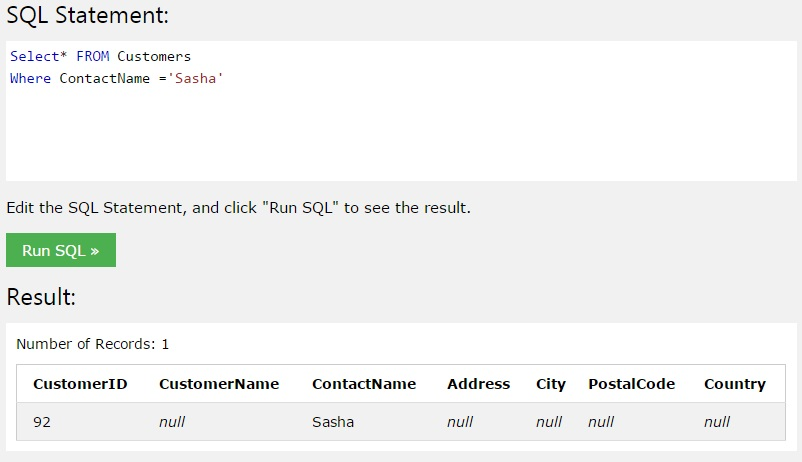 SQL Statement:
Select* FROM Customers
Where ContactName ='Sasha'
Edit the SQL Statement, and click "Run SQL" to see the result.
Run SQL »
Result:
Number of Records: 1
CustomerID CustomerName ContactName Address City PostalCode Country
92 null Sasha null null null null